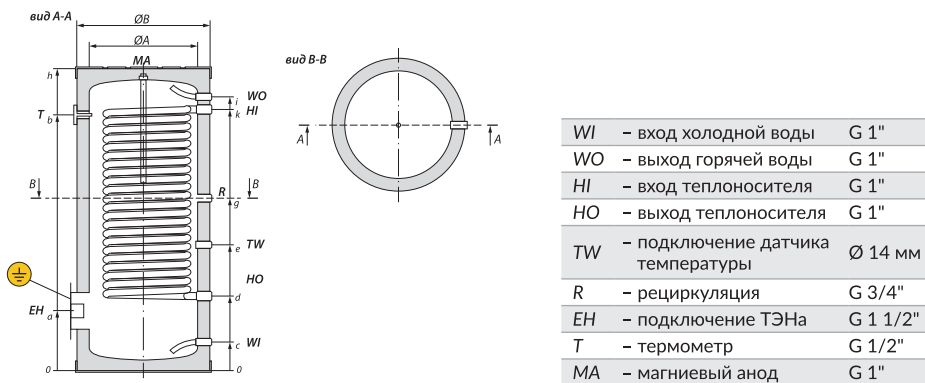 вид А-А
ØB
ØA
MA
h
WO
i
HI
k
T
b
B
B
R
g
TW
e
HO
d
EH
a
WI
c
0
0
вид В-В
A
A
WI – вход холодной воды G 1"
WO – выход горячей воды G 1"
HI – вход теплоносителя G 1"
HO – выход теплоносителя G 1"
TW – подключение датчика температуры Ø 14 мм
R – рециркуляция G 3/4"
EH – подключение ТЭНа G 1 1/2"
T – термометр G 1/2"
MA – магниевый анод G 1"